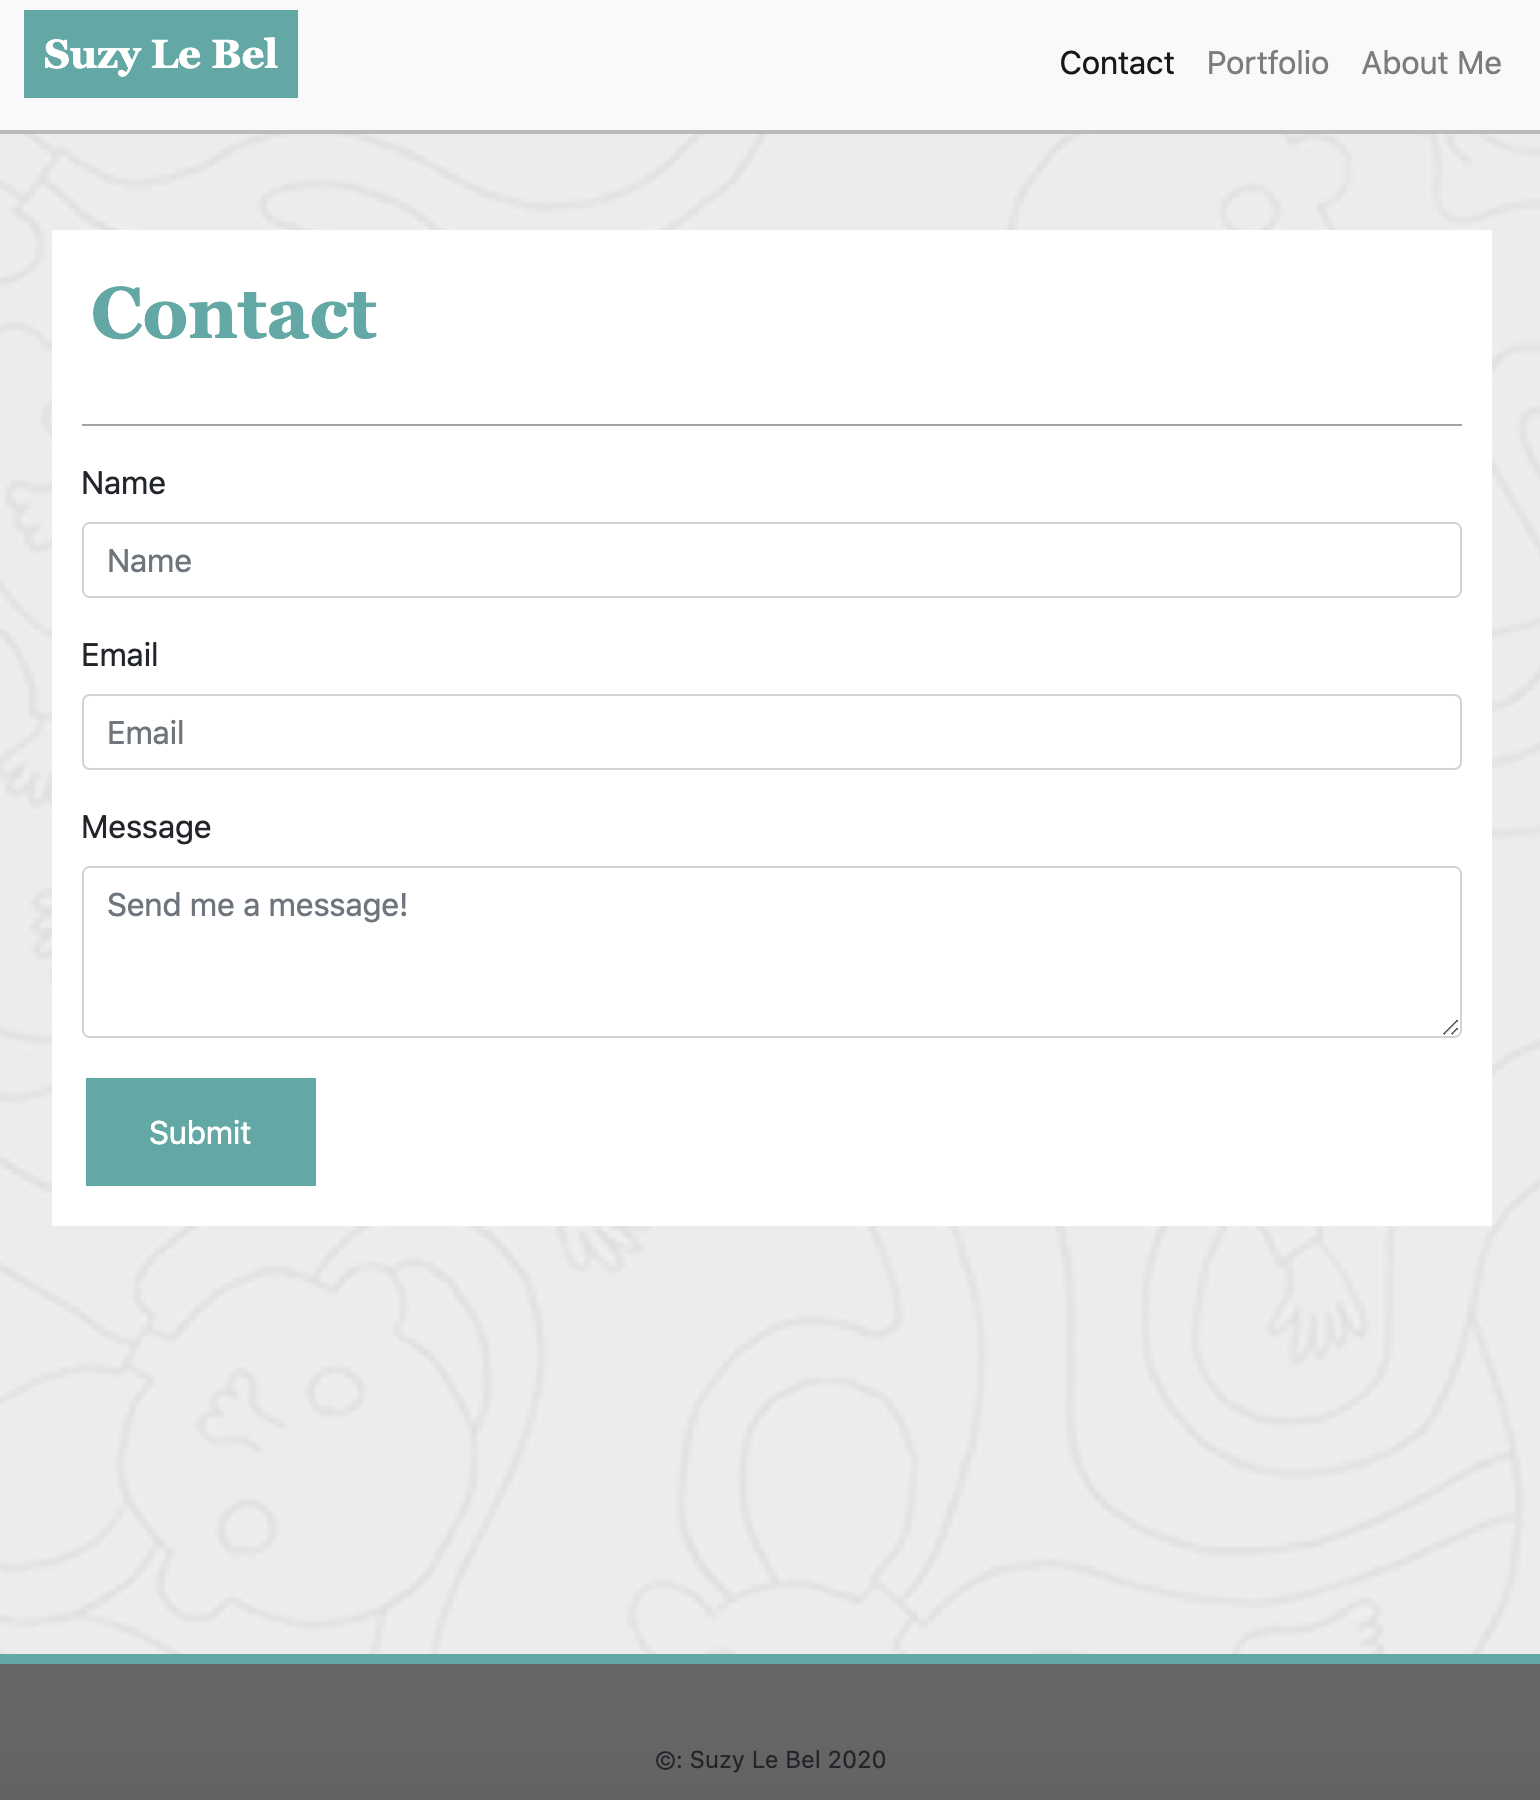 Suzy Le Bel
Contact Portfolio About Me
Contact
Name
Name
Email
Email
Message
Send me a message!
Submit
©: Suzy Le Bel 2020